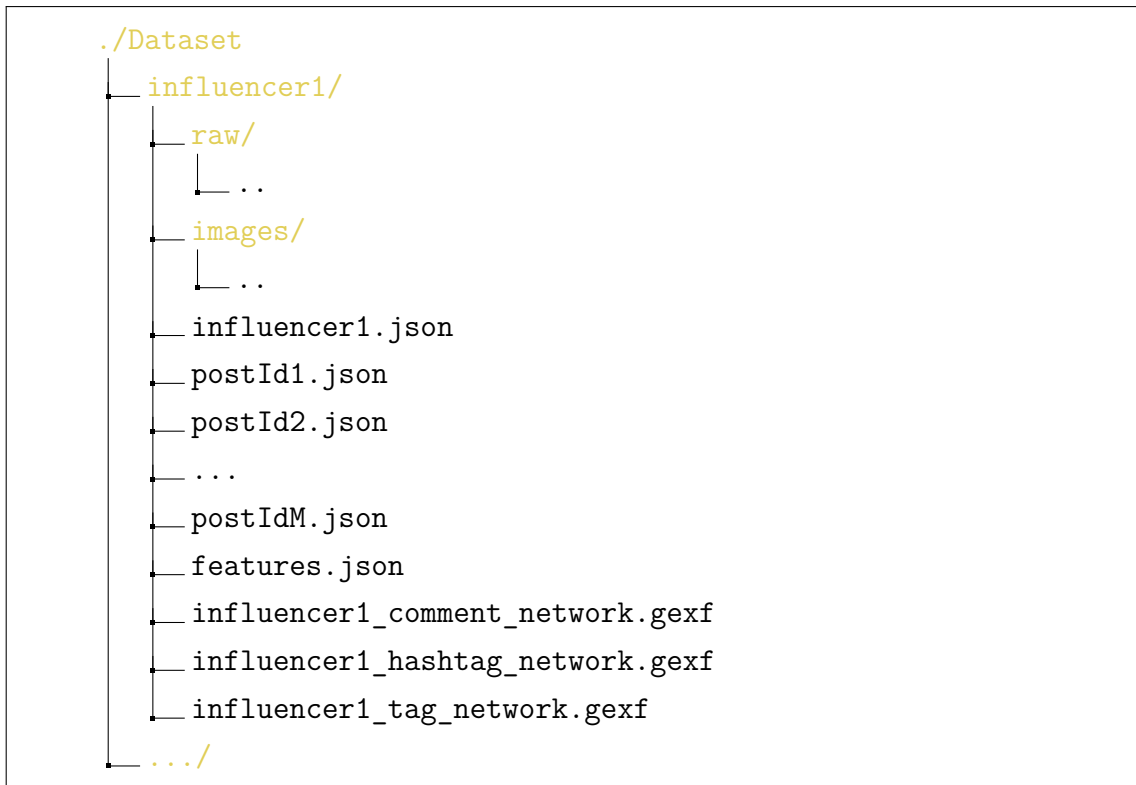 ./Dataset
influencer1/
raw/
..
images/
..
influencer1.json
postId1.json
postId2.json
...
postIdM.json
features.json
influencer1_comment_network.gexf
influencer1_hashtag_network.gexf
influencer1_tag_network.gexf
.../